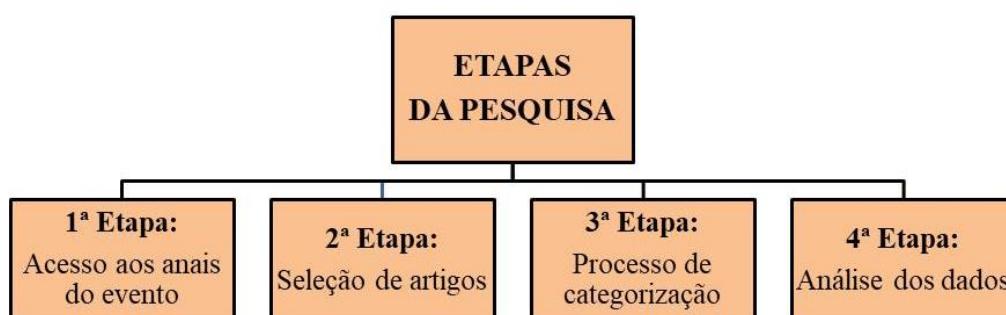 ETAPAS
DA PESQUISA
1ª Etapa:
Acesso aos anais
do evento
2ª Etapa:
Seleção de artigos
3ª Etapa:
Processo de
categorização
4ª Etapa:
Análise dos dados